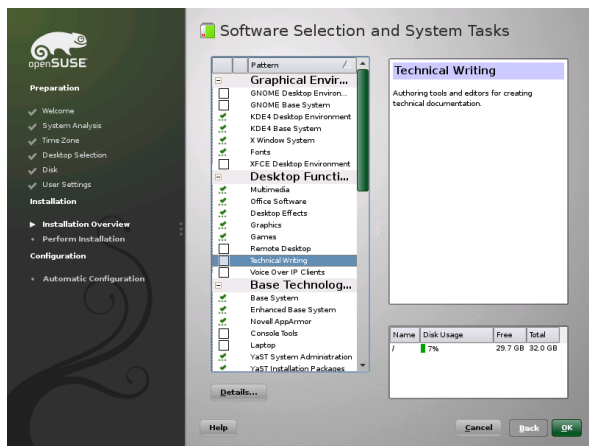 openSUSE
Preparation
Welcome
System Analysis
Time Zone
Desktop Selection
Disk
User Settings
Installation
Installation Overview
Perform Installation
Configuration
Automatic Configuration
Software Selection and System Tasks
Pattern
Graphical Envir...
GNOME Desktop Environ...
GNOME Base System
KDE4 Desktop Environment
KDE4 Base System
X Window System
Fonts
XFCE Desktop Environment
Desktop Functi...
Multimedia
Office Software
Desktop Effects
Graphics
Games
Remote Desktop
Technical Writing
Voice Over IP Clients
Base Technolog...
Base System
Enhanced Base System
Novell AppArmor
Console Tools
Laptop
YaST System Administration
YaST Installation Packages
Details...
Technical Writing
Authoring tools and editors for creating
technical documentation.
Name Disk Usage Free Total
/ 7% 29.7 GB 32.0 GB
Help
Cancel Back OK